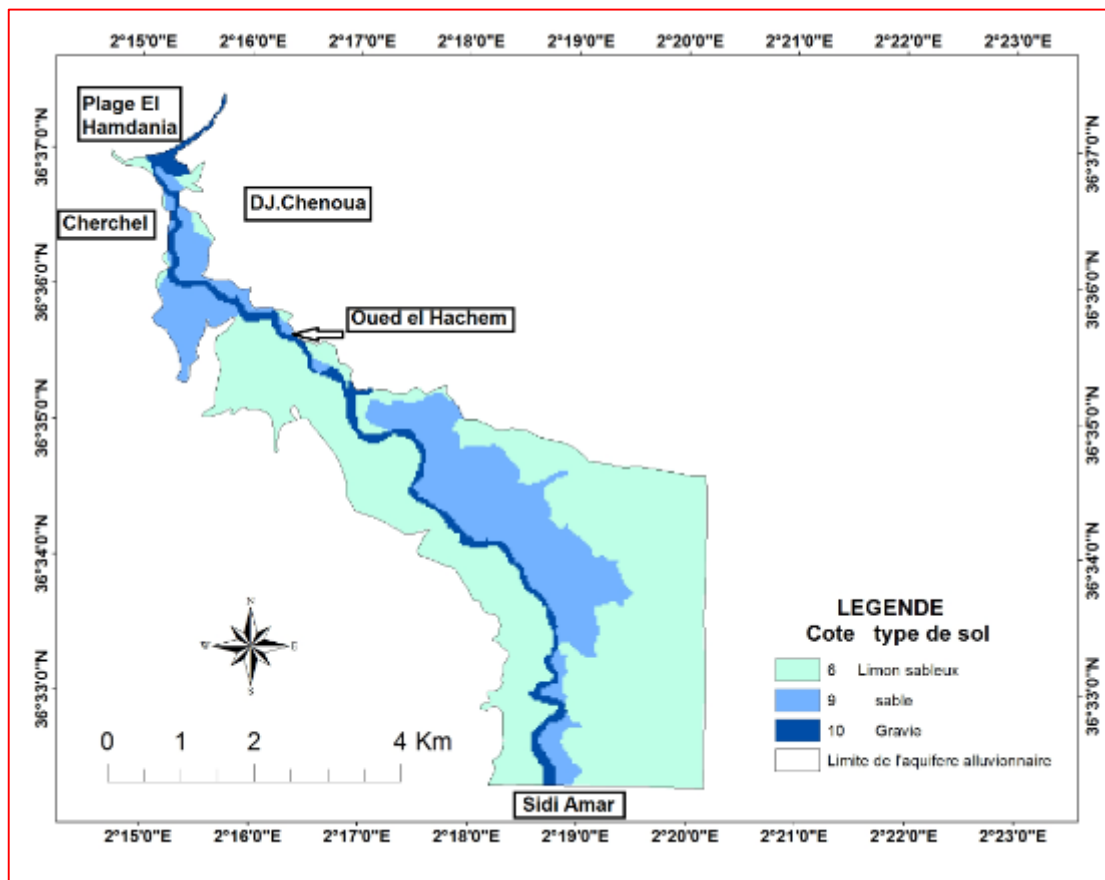 2°15'0"E 2°16'0"E 2°17'0"E 2°18'0"E 2°19'0"E 2°20'0"E 2°21'0"E 2°22'0"E 2°23'0"E
Plage El
Hamdania
36°37'0"N
36°37'0"N
DJ.Chenoua
Cherchel
36°36'0"N
36°36'0"N
Oued el Hachem
36°35'0"N
36°35'0"N
36°34'0"N
36°34'0"N
LEGENDE
Cote type de sol
6 Limon sableux
9 sable
10 Gravie
Limite de l'aquifere alluvionnaire
N
W
E
S
36°33'0"N
36°33'0"N
0 1 2 4 Km
Sidi Amar
2°15'0"E 2°16'0"E 2°17'0"E 2°18'0"E 2°19'0"E 2°20'0"E 2°21'0"E 2°22'0"E 2°23'0"E